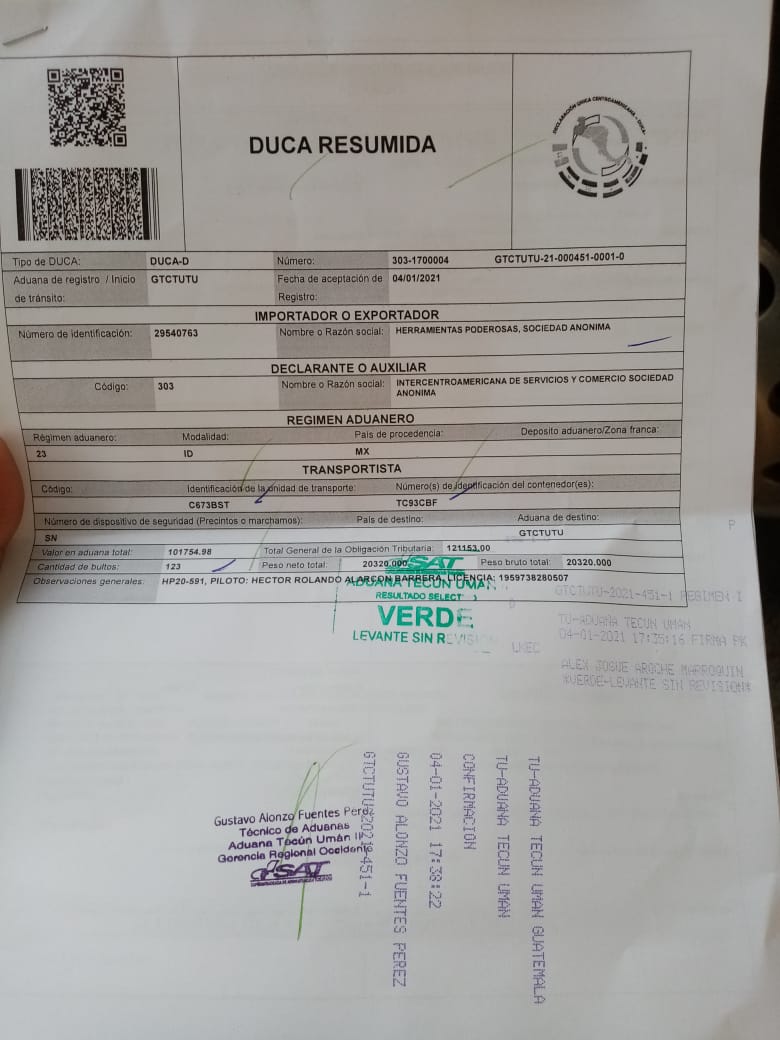 DUCA RESUMIDA
DECLARACIÓN ÚNICA CENTROAMERICANA - DUCA
Tipo de DUCA: DUCA-D Número: 303-1700004 GTCTUTU-21-000451-0001-0
Aduana de registro / Inicio de tránsito: GTCTUTU Fecha de aceptación de Registro: 04/01/2021
IMPORTADOR O EXPORTADOR
Número de identificación: 29540763 Nombre o Razón social: HERRAMIENTAS PODEROSAS, SOCIEDAD ANONIMA
DECLARANTE O AUXILIAR
Código: 303 Nombre o Razón social: INTERCENTROAMERICANA DE SERVICIOS Y COMERCIO SOCIEDAD ANONIMA
REGIMEN ADUANERO
Régimen aduanero: Modalidad: País de procedencia: Deposito aduanero/Zona franca:
23 ID MX
TRANSPORTISTA
Código: Identificación de la unidad de transporte: Número(s) de identificación del contenedor(es):
C673BST TC93CBF
Número de dispositivo de seguridad (Precintos o marchamos): País de destino: Aduana de destino:
SN GTCTUTU
Valor en aduana total: 101754.98 Total General de la Obligación Tributaria: 121153.00
Cantidad de bultos: 123 Peso neto total: 20320.000 Peso bruto total: 20320.000
Observaciones generales: HP20-591, PILOTO: HECTOR ROLANDO ALARCON BARRERA, LICENCIA: 1959738280507
SAT
ADUANA TECUN UMAN
RESULTADO SELECT
VERDE
LEVANTE SIN REVISION
P
GTCTUTU-2021-451-1 REGIMEN I
TU-ADUANA TECUN UMAN
04-01-2021 17:35:16 FIRMA PK
ALEX JOSUE AROCHE MARROQUIN
*VERDE-LEVANTE SIN REVISION*
Gustavo Alonzo Fuentes Perez
Técnico de Aduanas
Aduana Tecún Umán II
Gerencia Regional Occidente
SAT
TU-ADUANA TECUN UMAN GUATEMALA
TU-ADUANA TECUN UMAN
CONFIRMACION
04-01-2021 17:38:22
GUSTAVO ALONZO FUENTES PEREZ
GTCTUTU-2021-451-1